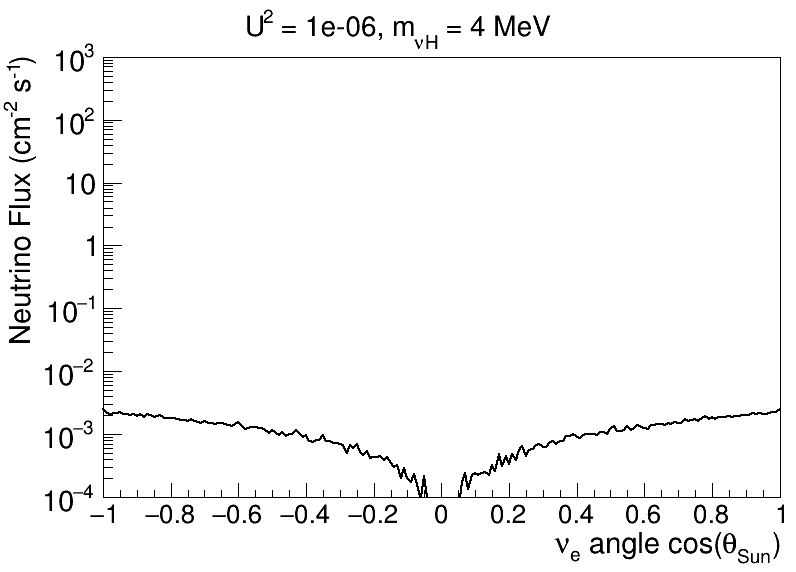 U² = 1e-06, m_νH = 4 MeV
Neutrino Flux (cm⁻² s⁻¹)
10³
10²
10
1
10⁻¹
10⁻²
10⁻³
10⁻⁴
−1 −0.8 −0.6 −0.4 −0.2 0 0.2 0.4 0.6 0.8 1
ν_e angle cos(θ_Sun)